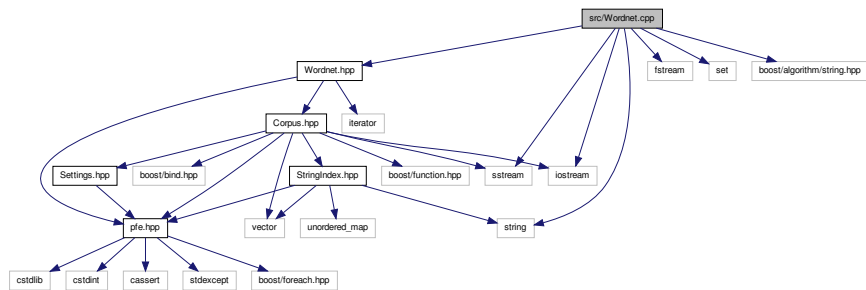 src/Wordnet.cpp
Wordnet.hpp
fstream
set
boost/algorithm/string.hpp
Corpus.hpp
iterator
Settings.hpp
boost/bind.hpp
StringIndex.hpp
boost/function.hpp
sstream
iostream
pfe.hpp
vector
unordered_map
string
cstdlib
cstdint
cassert
stdexcept
boost/foreach.hpp